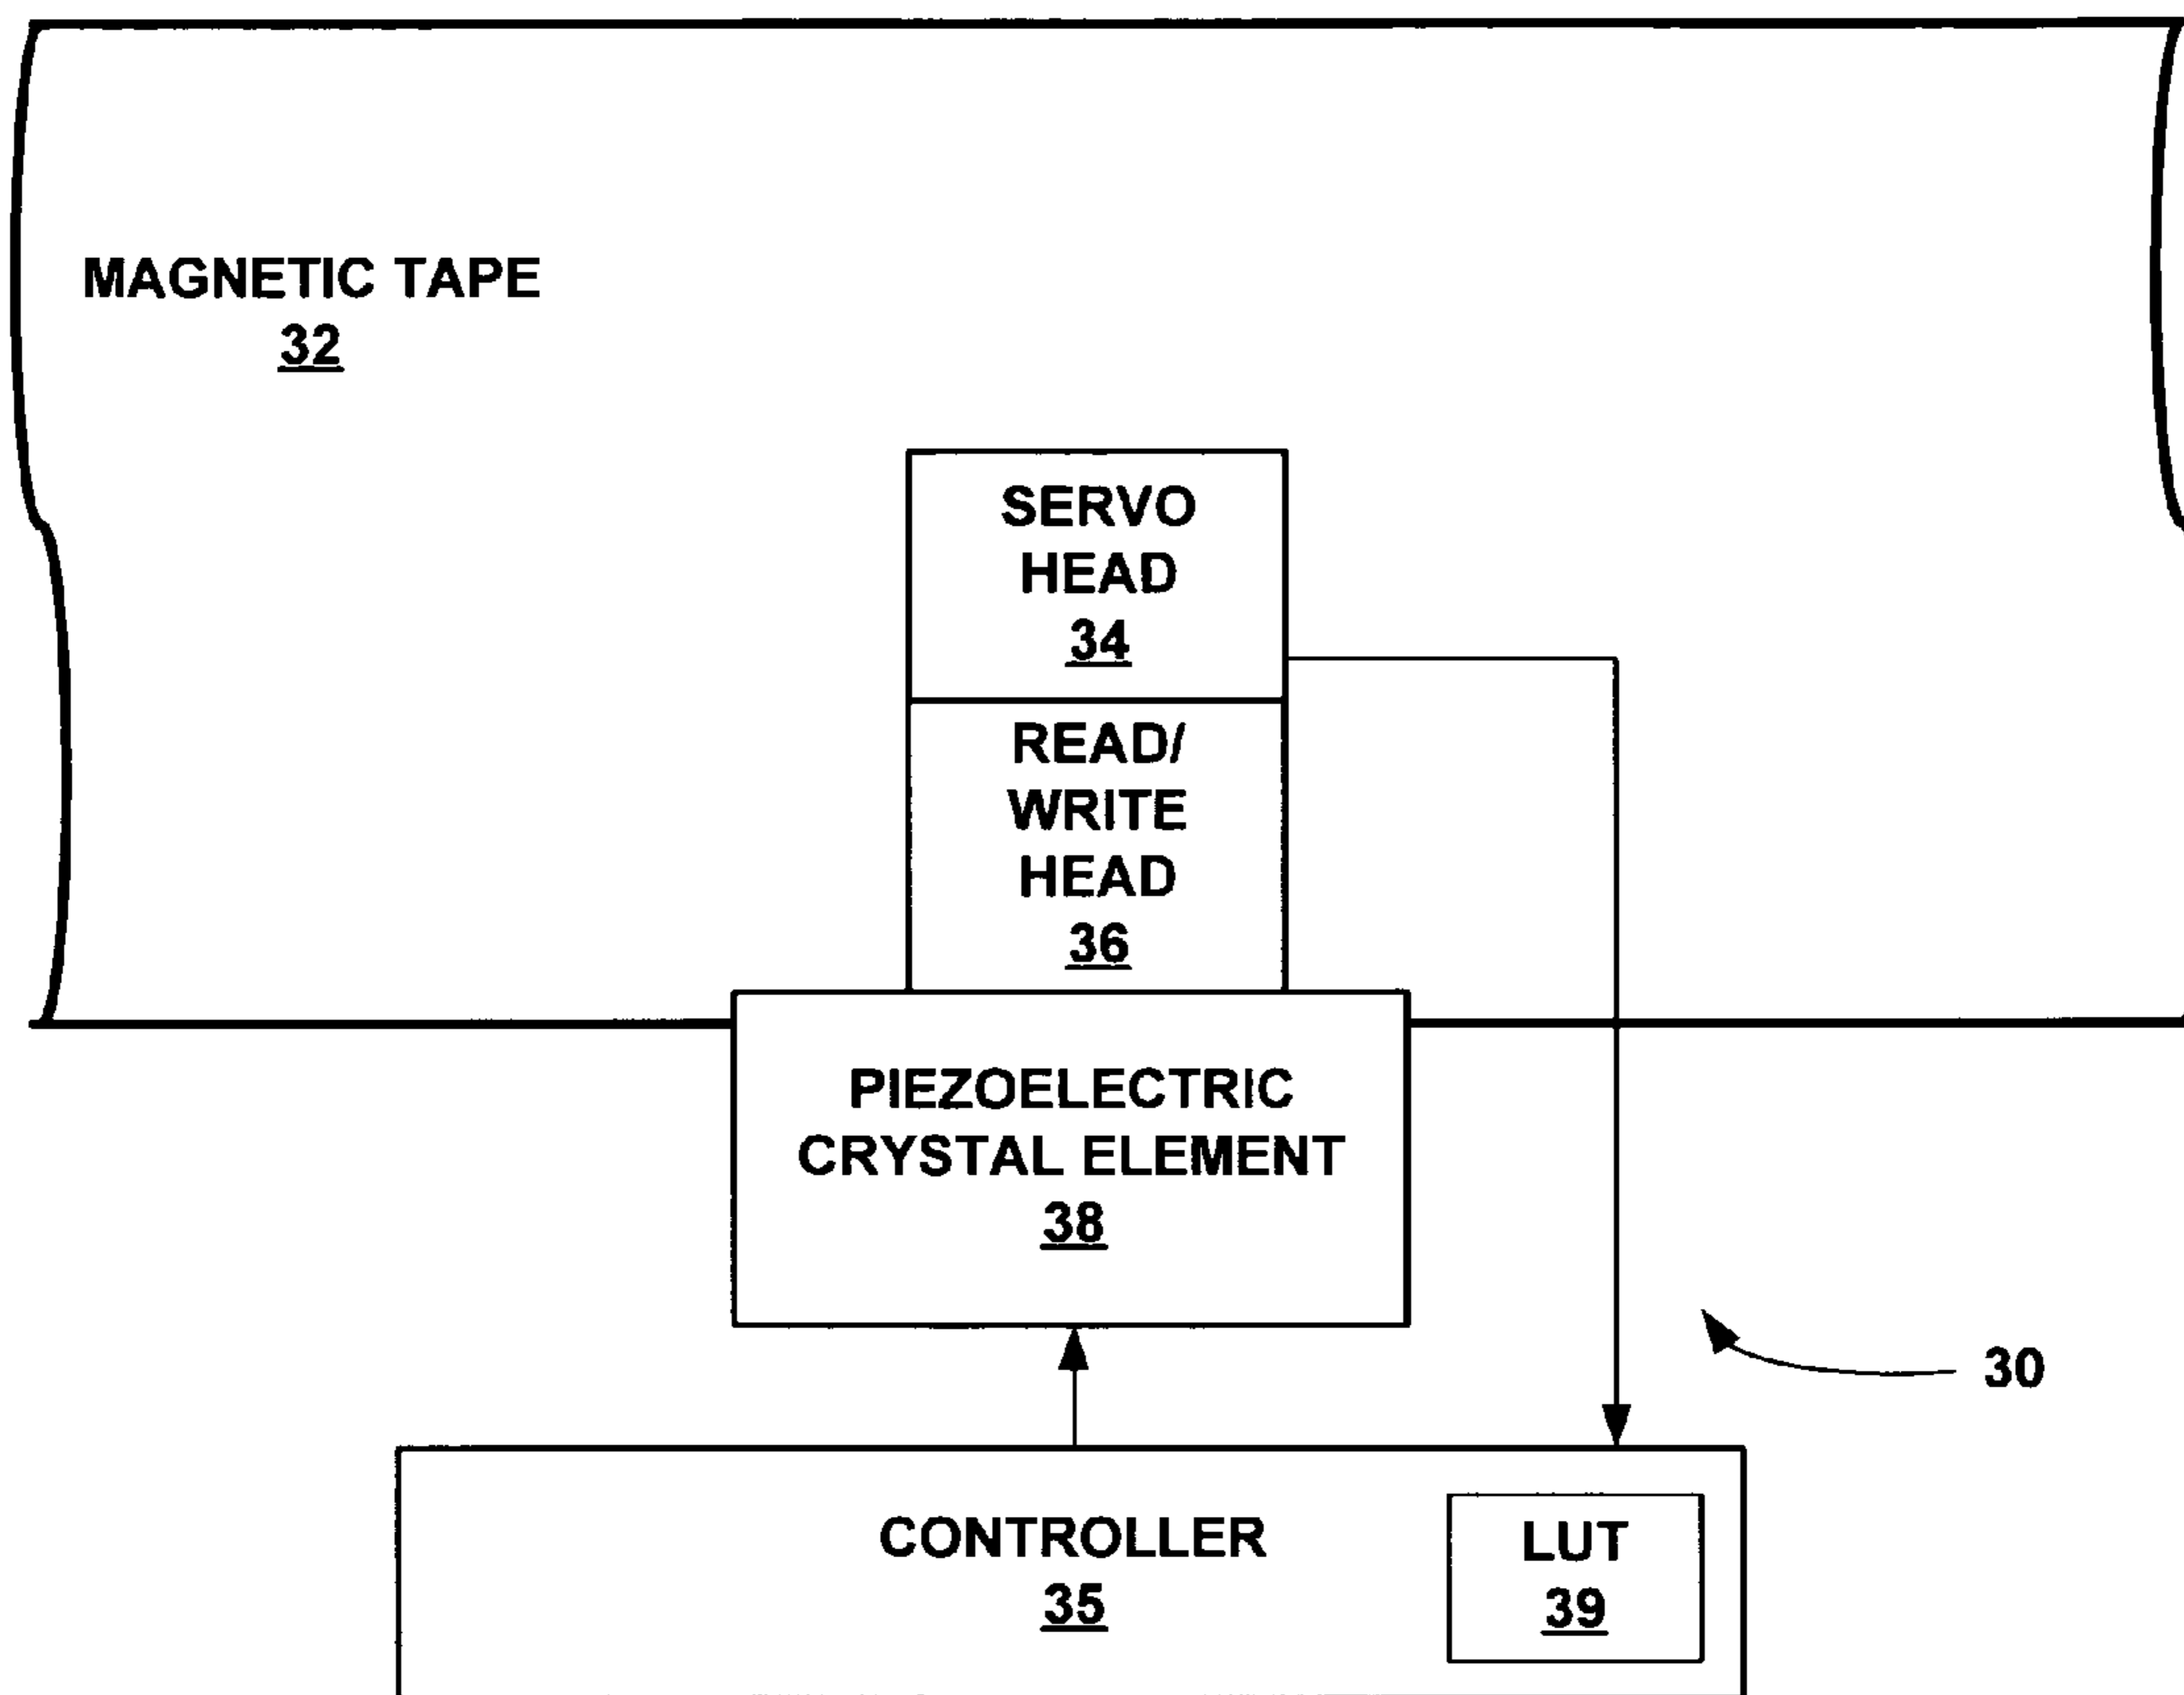 MAGNETIC TAPE
32
SERVO
HEAD
34
READ/
WRITE
HEAD
36
PIEZOELECTRIC
CRYSTAL ELEMENT
38
30
CONTROLLER
35
LUT
39